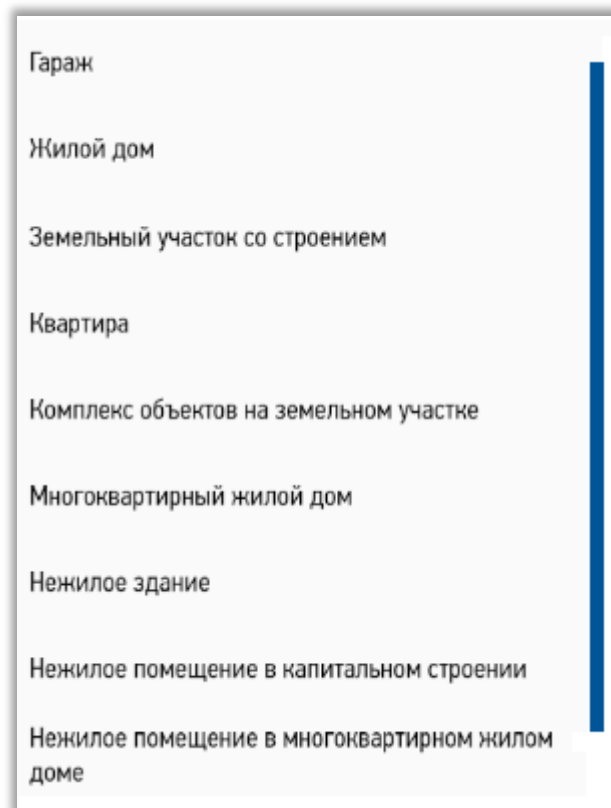 Гараж
Жилой дом
Земельный участок со строением
Квартира
Комплекс объектов на земельном участке
Многоквартирный жилой дом
Нежилое здание
Нежилое помещение в капитальном строении
Нежилое помещение в многоквартирном жилом
доме